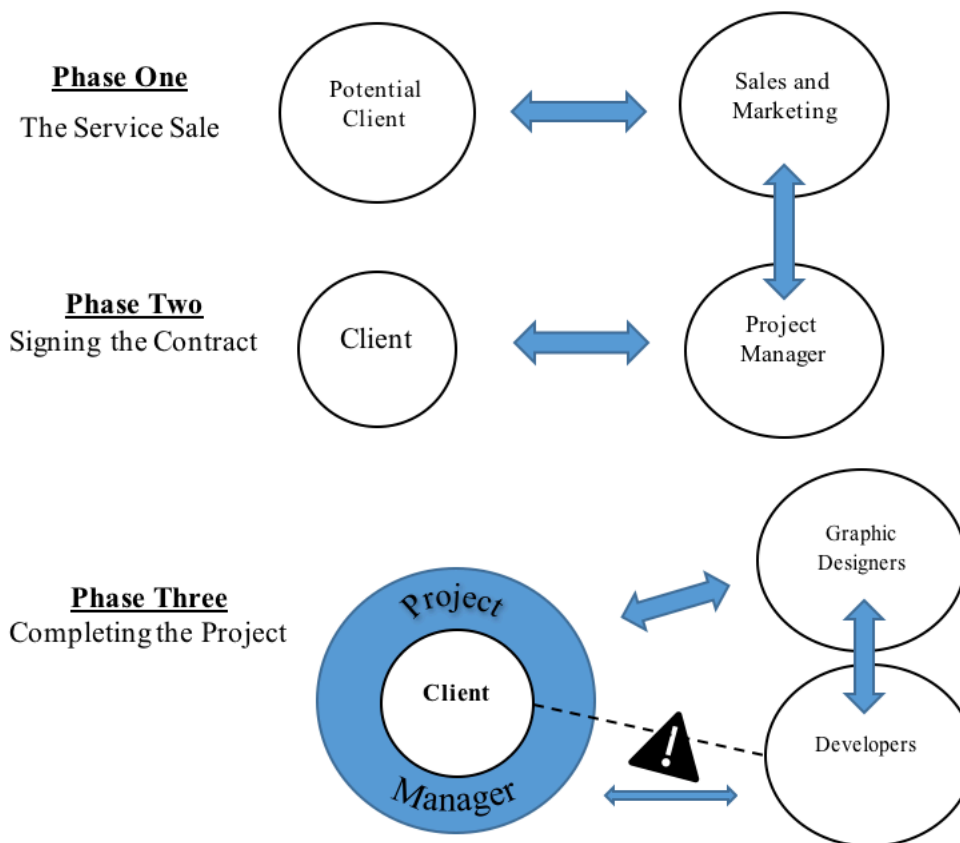 Phase One
The Service Sale
Potential
Client
Sales and
Marketing
Phase Two
Signing the Contract
Client
Project
Manager
Phase Three
Completing the Project
Project
Client
Manager
Graphic
Designers
Developers
!